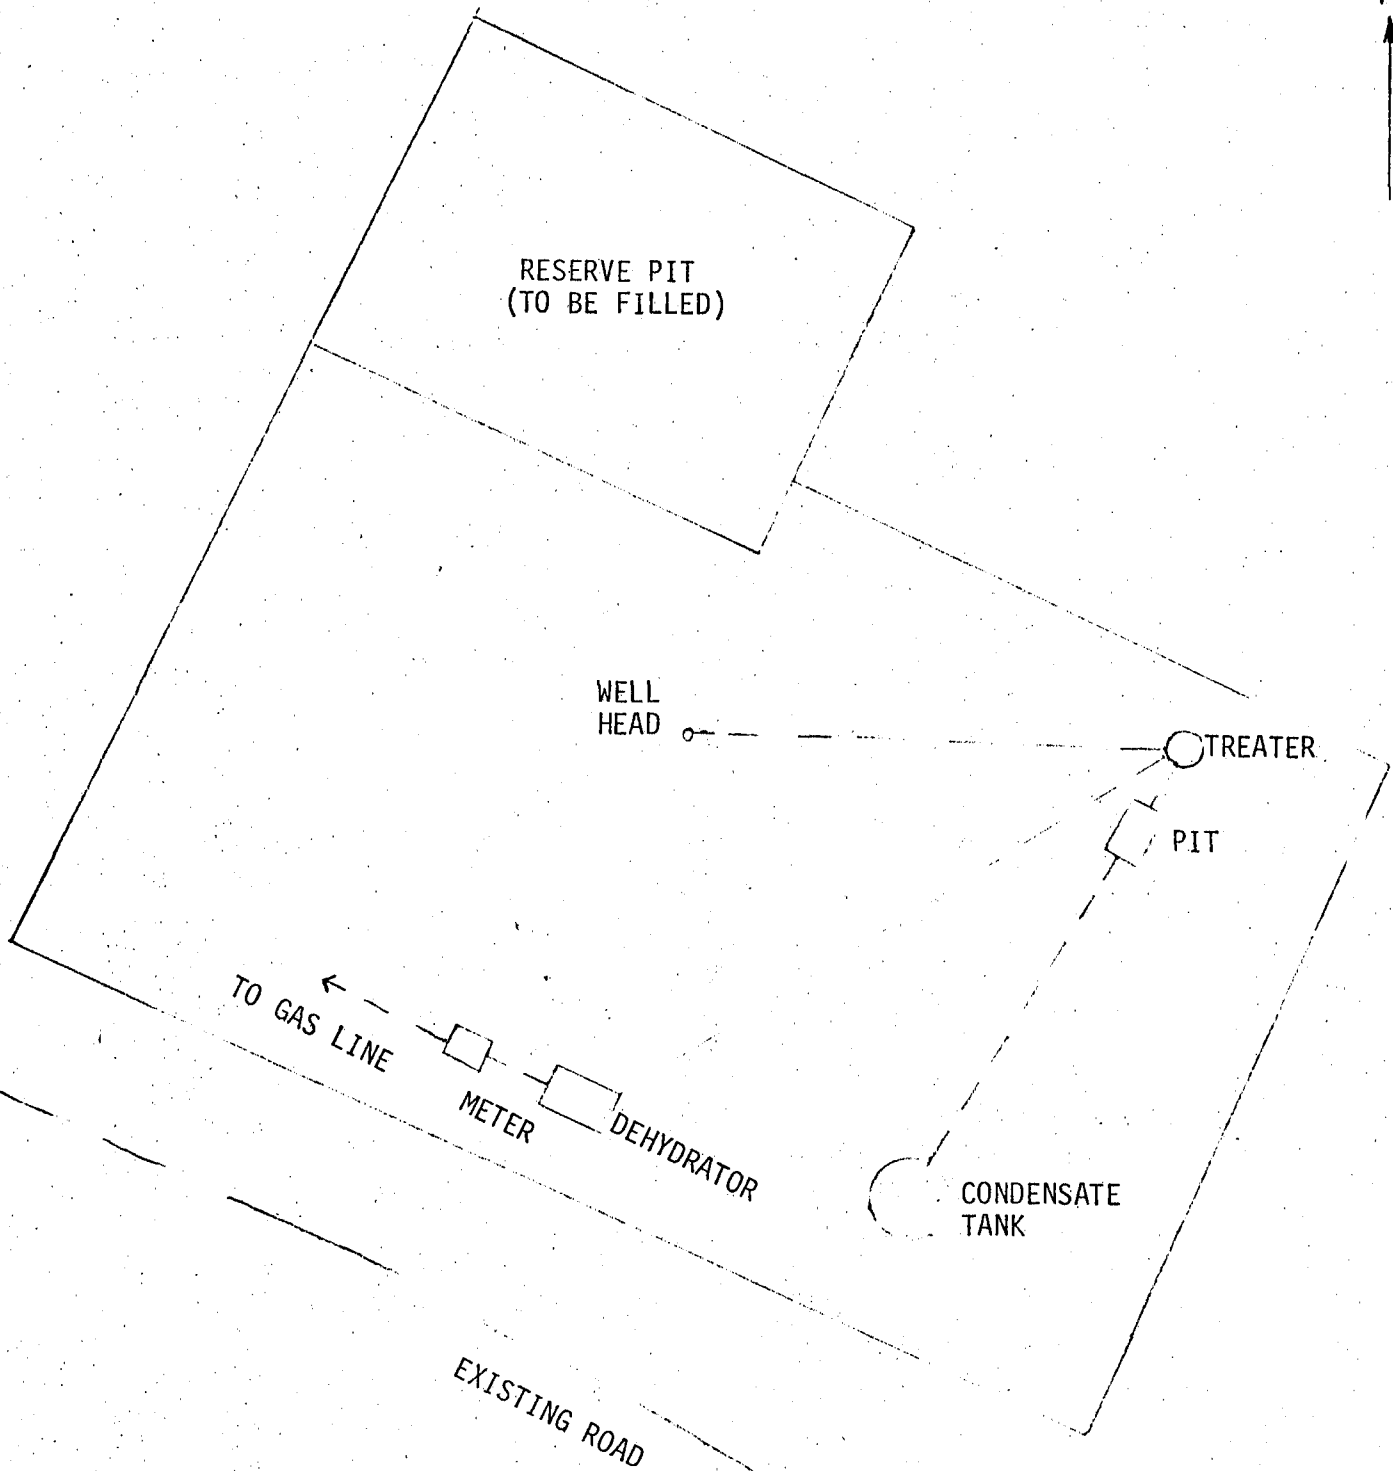 RESERVE PIT
(TO BE FILLED)
WELL
HEAD
TREATER
PIT
TO GAS LINE
METER
DEHYDRATOR
CONDENSATE
TANK
EXISTING ROAD